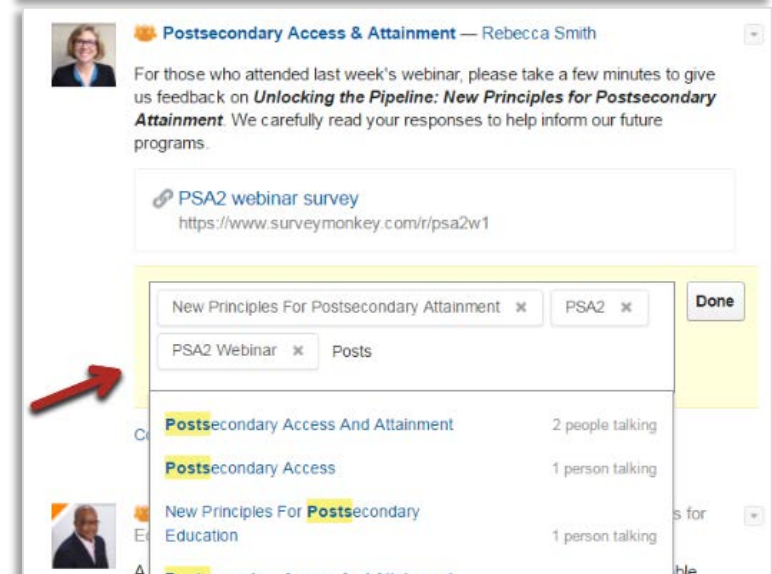 Postsecondary Access & Attainment — Rebecca Smith
For those who attended last week's webinar, please take a few minutes to give
us feedback on Unlocking the Pipeline: New Principles for Postsecondary
Attainment. We carefully read your responses to help inform our future
programs.
PSA2 webinar survey
https://www.surveymonkey.com/r/psa2w1
New Principles For Postsecondary Attainment × PSA2 × Done
PSA2 Webinar × Posts
Postsecondary Access And Attainment 2 people talking
Postsecondary Access 1 person talking
New Principles For Postsecondary s for
Education 1 person talking